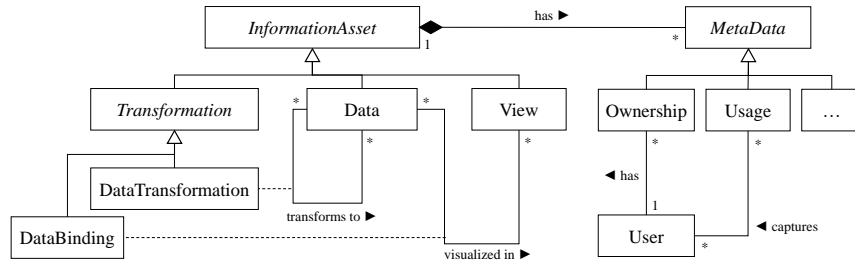 InformationAsset
has ►
MetaData
1
*
Transformation
*
Data
*
View
Ownership
Usage
…
*
*
*
*
DataTransformation
◄ has
transforms to ►
1
DataBinding
User
*
◄ captures
visualized in ►